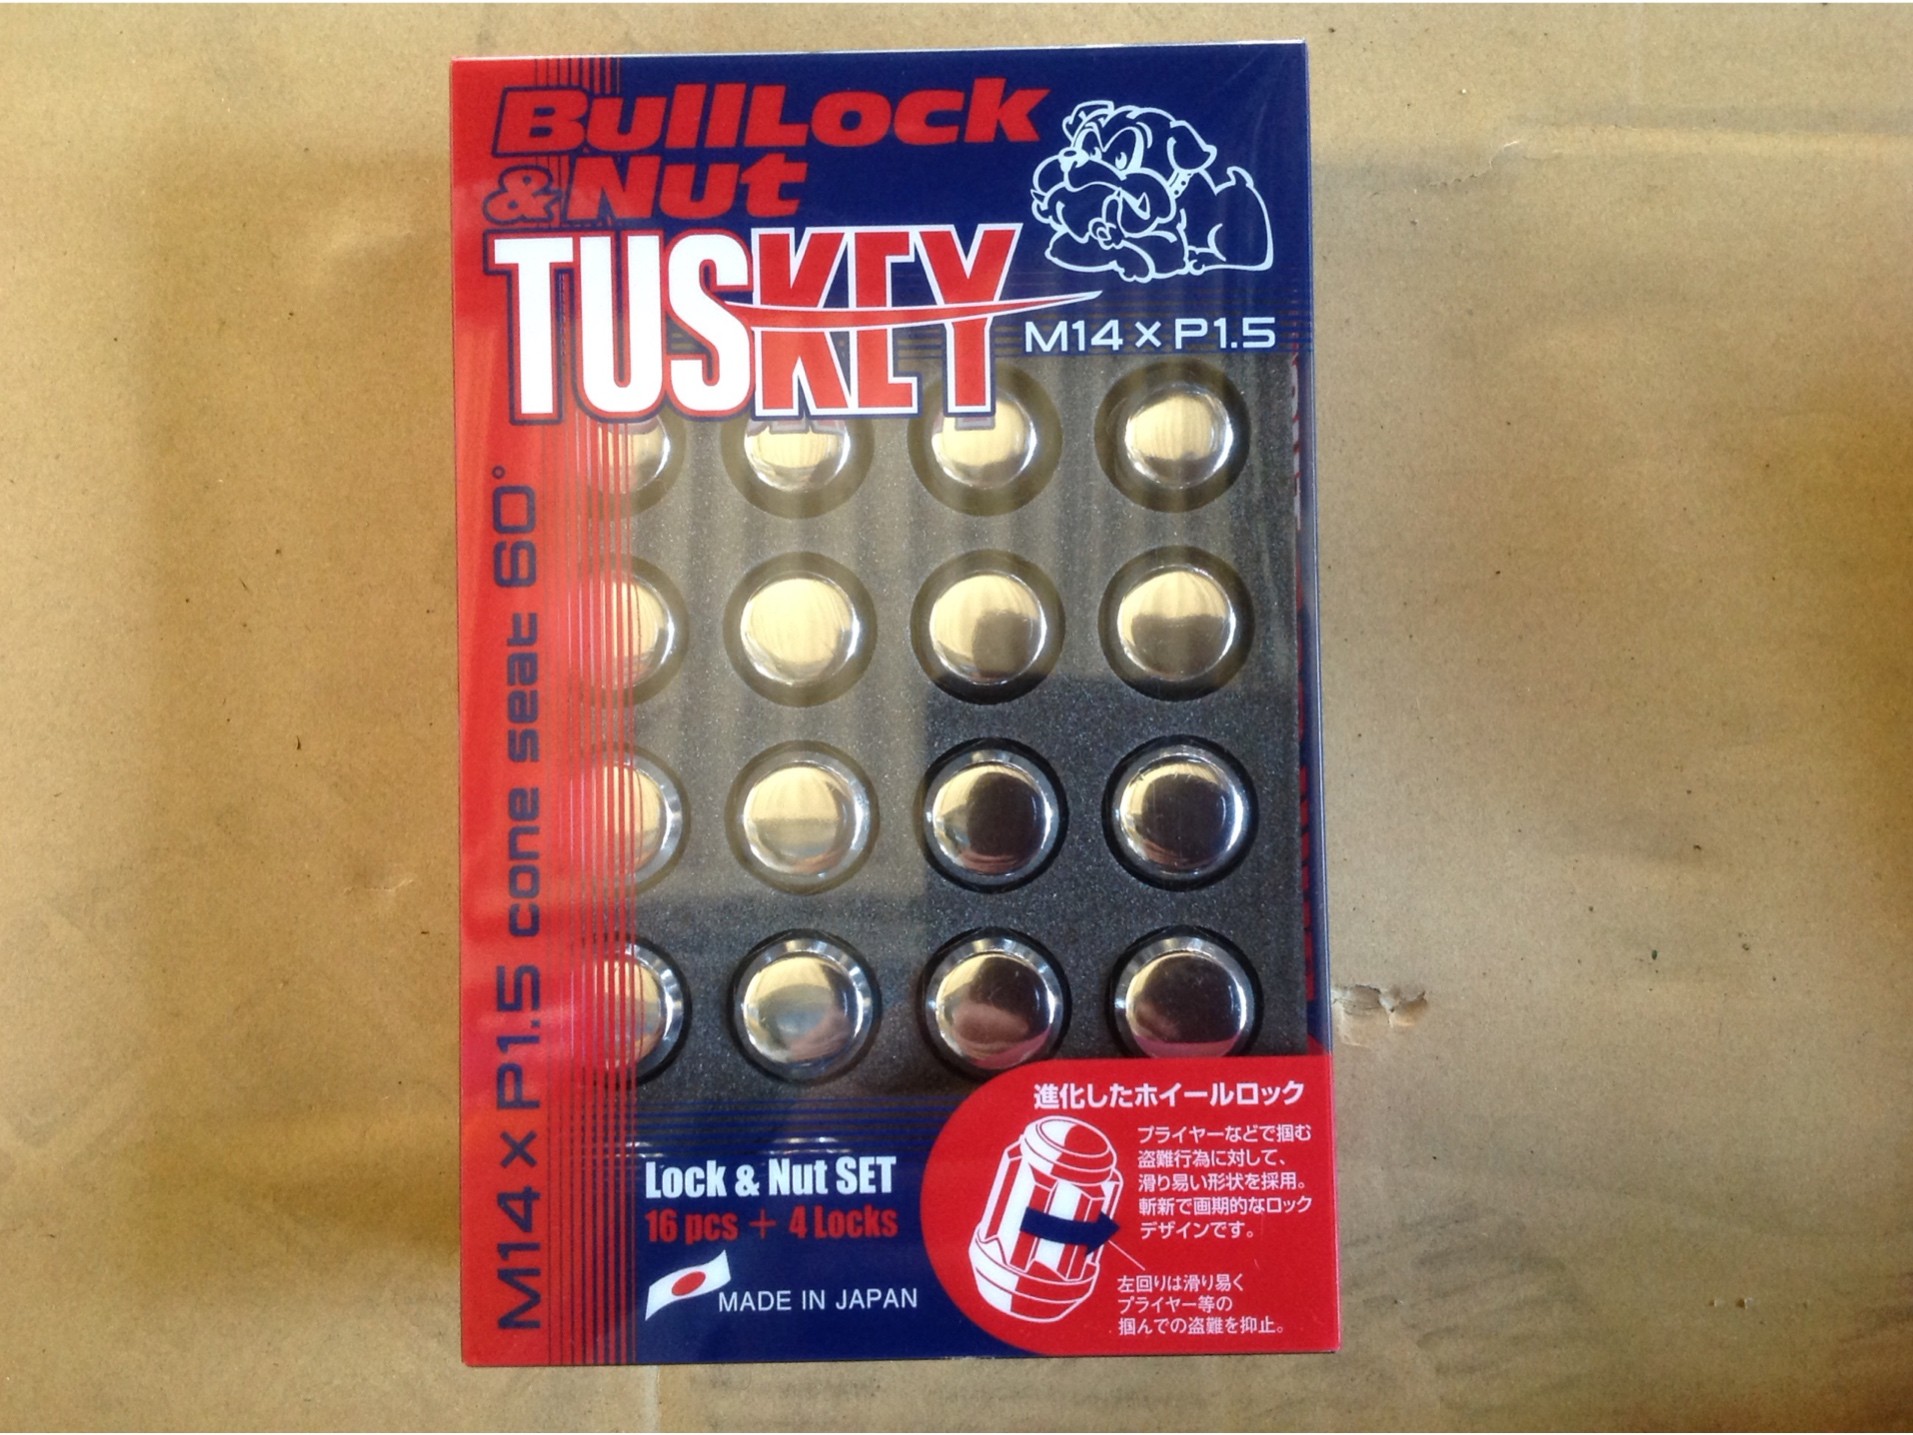 BullLock
& Nut
TUSKEY
M14 × P1.5
M14 × P1.5 cone seat 60°
進化したホイールロック
プライヤーなどで掴む
盗難行為に対して、
滑り易い形状を採用。
斬新で画期的なロック
デザインです。
左回りは滑り易く
プライヤー等の
掴んでの盗難を抑止。
Lock & Nut SET
16 pcs + 4 Locks
MADE IN JAPAN